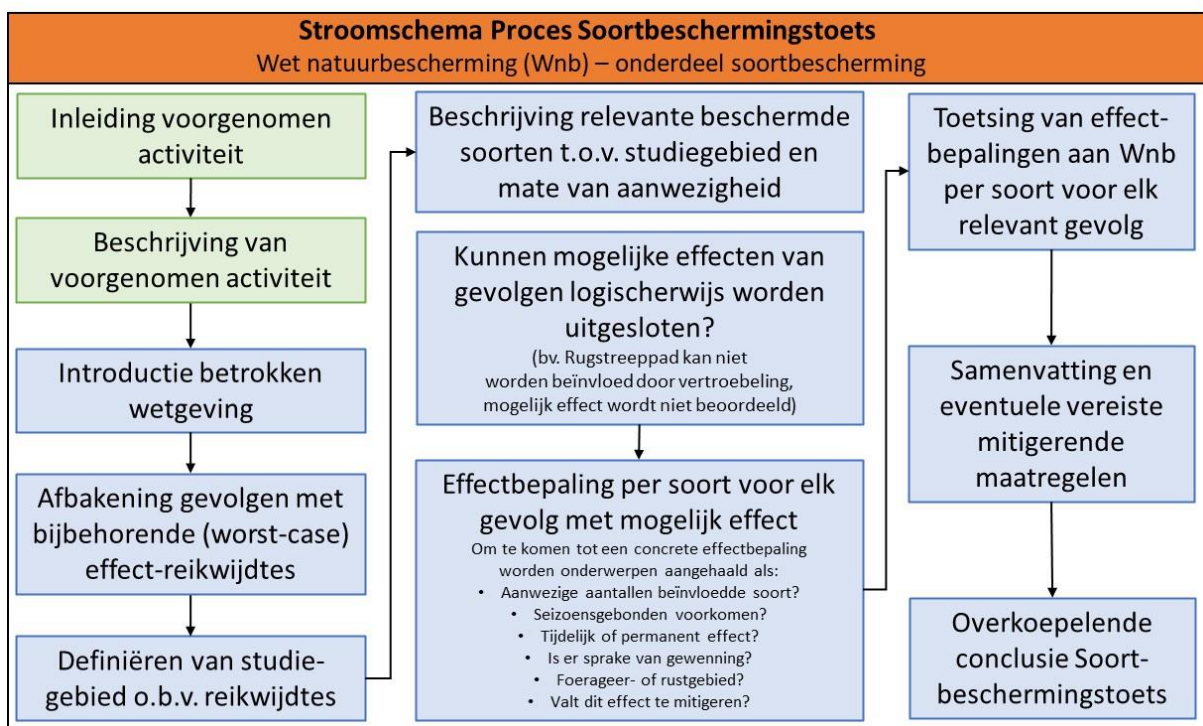 Stroomschema Proces Soortbeschermingstoets
Wet natuurbescherming (Wnb) – onderdeel soortbescherming
Inleiding voorgenomen
activiteit
Beschrijving van
voorgenomen activiteit
Introductie betrokken
wetgeving
Afbakening gevolgen met
bijbehorende (worst-case)
effect-reikwijdtes
Definiëren van studie-
gebied o.b.v. reikwijdtes
Beschrijving relevante beschermde
soorten t.o.v. studiegebied en
mate van aanwezigheid
Kunnen mogelijke effecten van
gevolgen logischerwijs worden
uitgesloten?
(bv. Rugstreeppad kan niet
worden beïnvloed door vertroebeling,
mogelijk effect wordt niet beoordeeld)
Effectbepaling per soort voor elk
gevolg met mogelijk effect
Om te komen tot een concrete effectbepaling
worden onderwerpen aangehaald als:
• Aanwezige aantallen beïnvloedde soort?
• Seizoensgebonden voorkomen?
• Tijdelijk of permanent effect?
• Is er sprake van gewenning?
• Foerageer- of rustgebied?
• Valt dit effect te mitigeren?
Toetsing van effect-
bepalingen aan Wnb
per soort voor elk
relevant gevolg
Samenvatting en
eventuele vereiste
mitigerende
maatregelen
Overkoepelende
conclusie Soort-
beschermingstoets